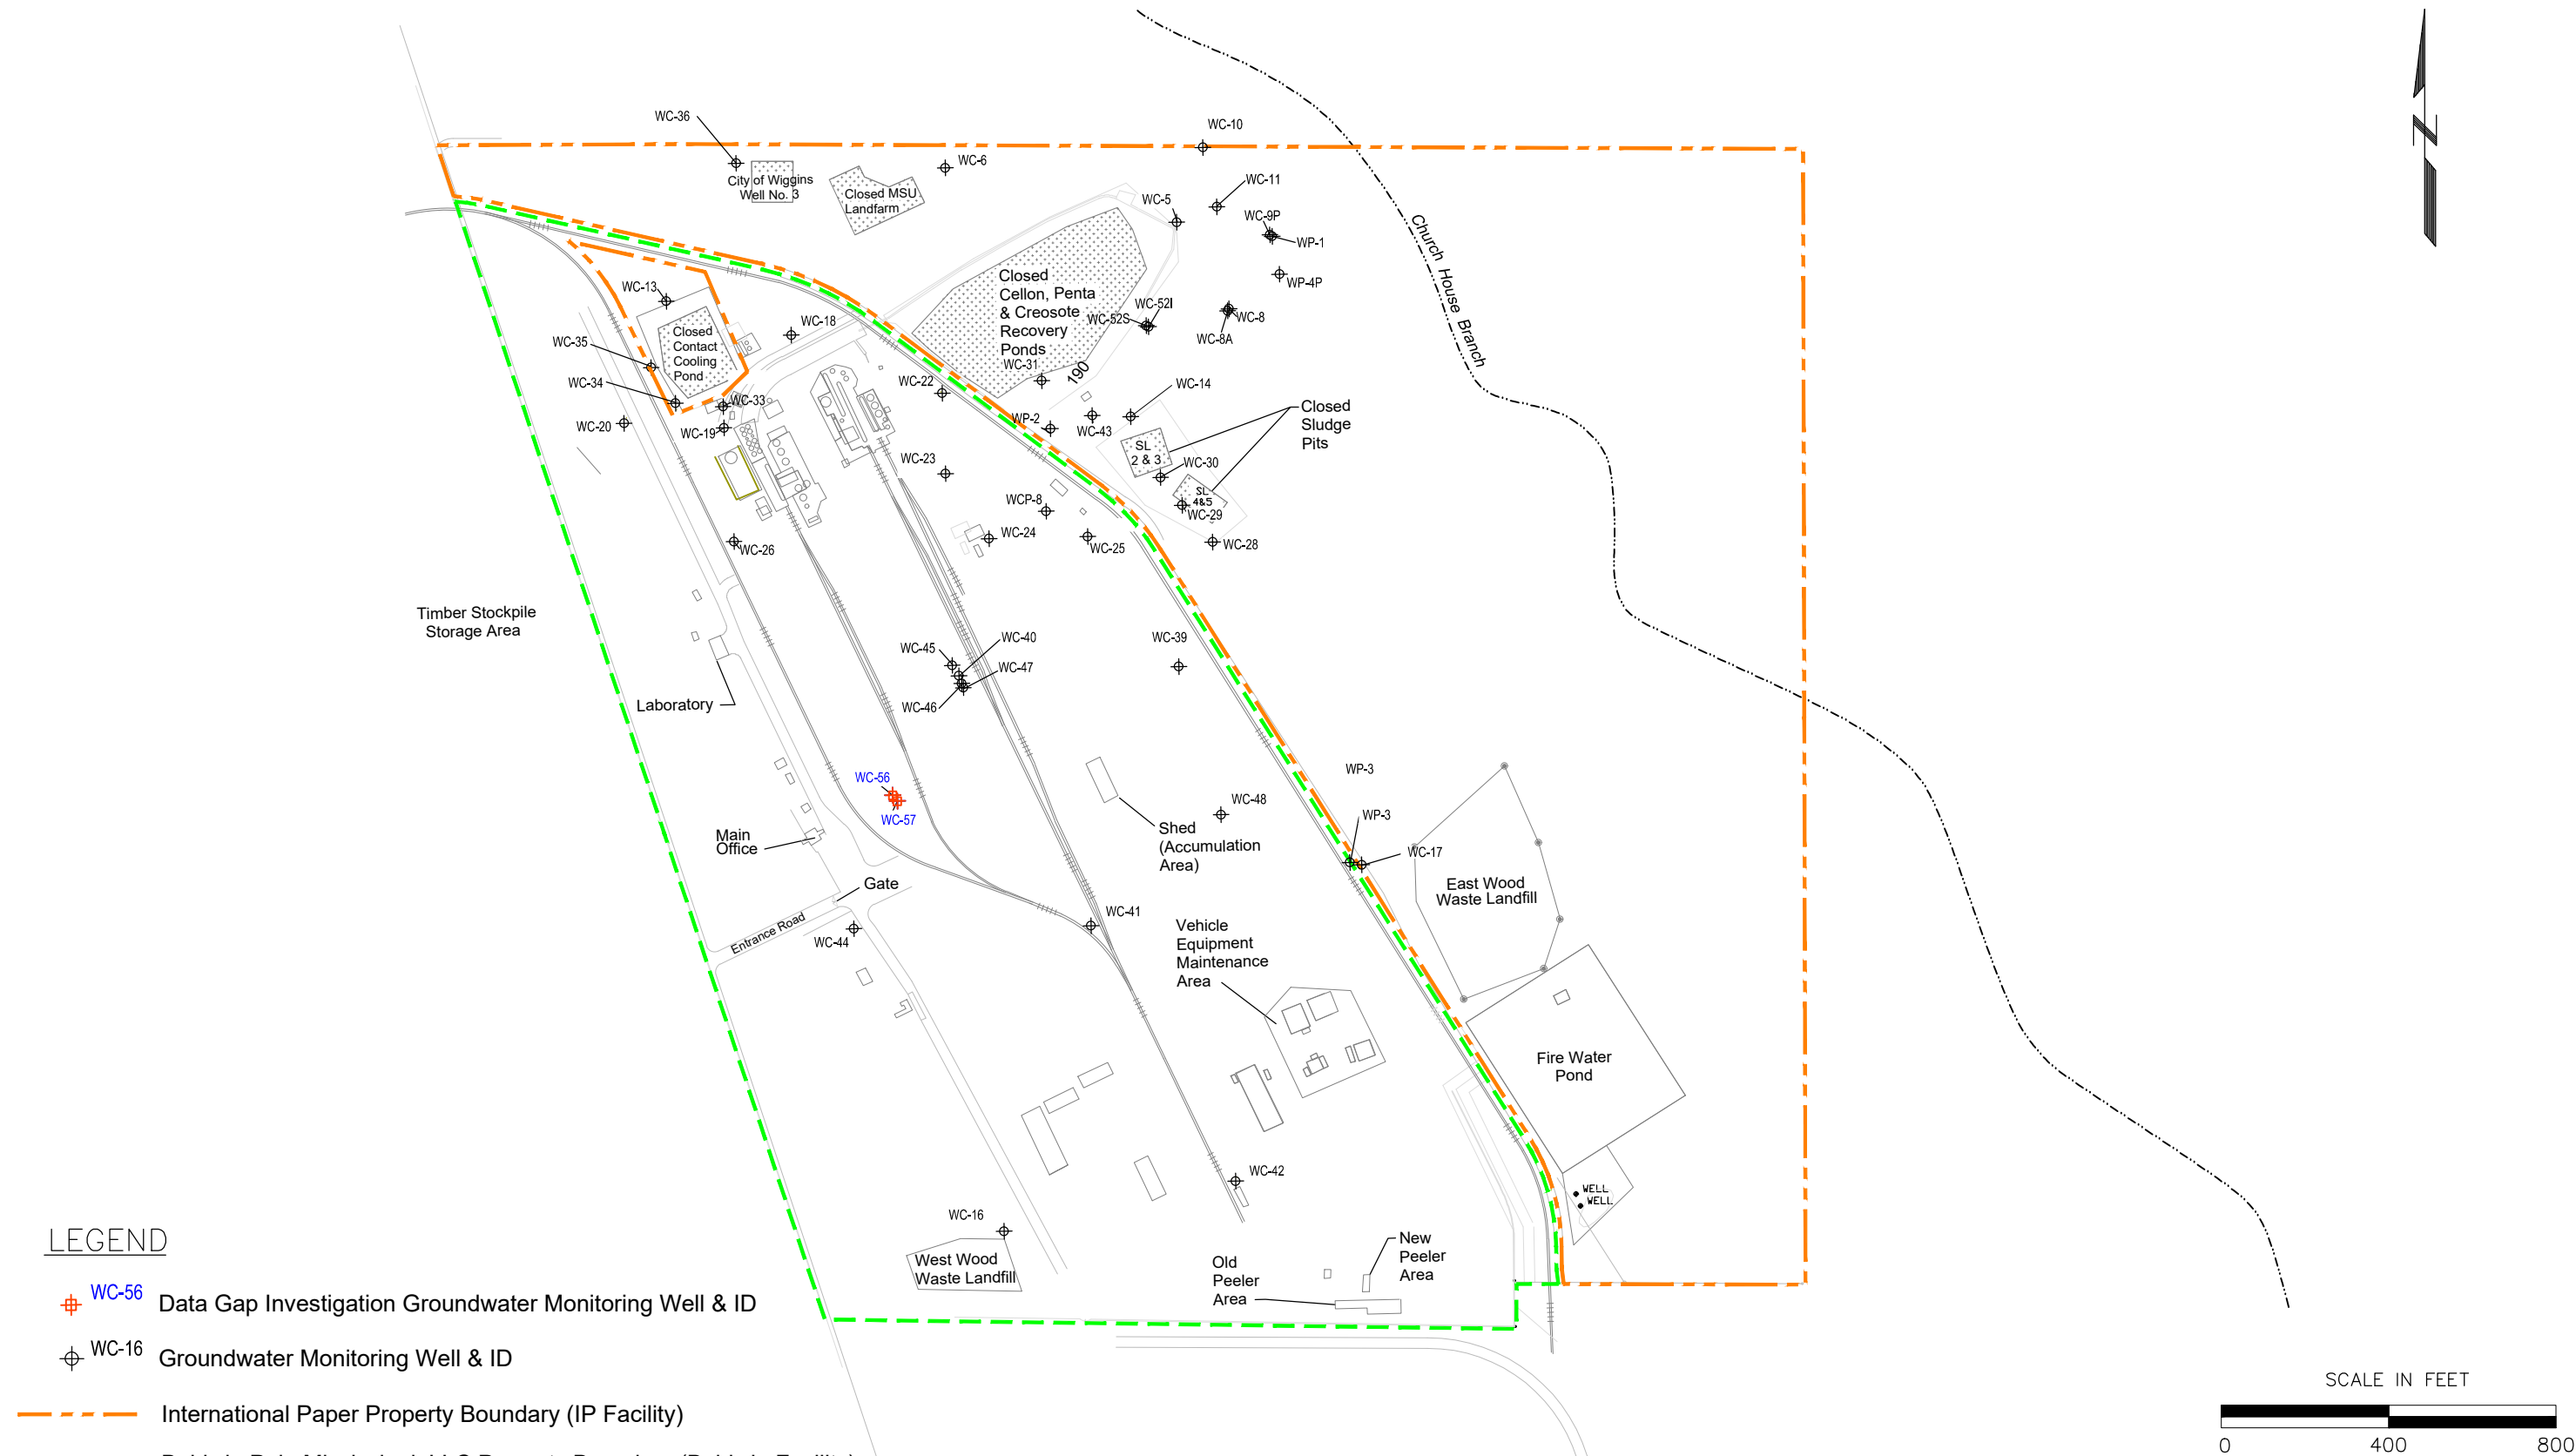 WC-36
WC-10
WC-6
City of Wiggins
Well No. 3
Closed MSU
Landfarm
WC-11
WC-5
WC-9P
WP-1
WP-4P
Church House Branch
N
Closed
Cellon, Penta
& Creosote
Recovery
Ponds
WC-13
WC-52I
WC-52S
WC-8
WC-8A
WC-18
Closed
Contact
Cooling
Pond
WC-35
WC-34
WC-33
WC-31
190
WC-22
WC-14
WP-2
WC-43
Closed
Sludge
Pits
WC-20
WC-19
SL
2 & 3
WC-30
WC-23
SL
4&5
WC-29
WCP-8
WC-24
WC-25
WC-28
WC-26
Timber Stockpile
Storage Area
WC-45
WC-40
WC-47
WC-46
WC-39
Laboratory
WC-56
WC-57
WP-3
WC-48
WP-3
WC-17
Main
Office
Shed
(Accumulation
Area)
Gate
East Wood
Waste Landfill
Entrance Road
WC-44
WC-41
Vehicle
Equipment
Maintenance
Area
Fire Water
Pond
WC-42
WELL
WELL
WC-16
West Wood
Waste Landfill
Old
Peeler
Area
New
Peeler
Area
LEGEND
WC-56 Data Gap Investigation Groundwater Monitoring Well & ID
WC-16 Groundwater Monitoring Well & ID
International Paper Property Boundary (IP Facility)
SCALE IN FEET
0 400 800